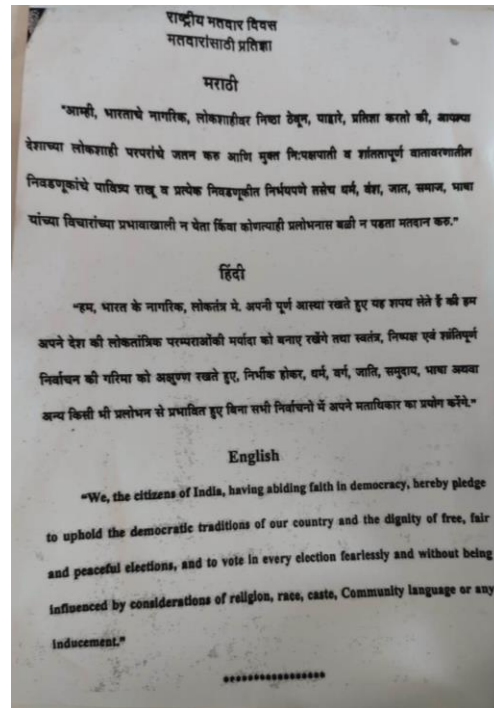 राष्ट्रीय मतदार दिवस
मतदारांसाठी प्रतिज्ञा
मराठी
"आम्ही, भारताचे नागरिक, लोकशाहीवर निष्ठा ठेवून, याद्वारे, प्रतिज्ञा करतो की, आपल्या
देशाच्या लोकशाही परंपरांचे जतन करु आणि मुक्त नि:पक्षपाती व शांततापूर्ण वातावरणातील
निवडणूकांचे पावित्र्य राखू व प्रत्येक निवडणूकीत निर्भयपणे तसेच धर्म, वंश, जात, समाज, भाषा
यांच्या विचारांच्या प्रभावाखाली न येता किंवा कोणत्याही प्रलोभनास बळी न पडता मतदान करु."
हिंदी
"हम, भारत के नागरिक, लोकतंत्र मे. अपनी पूर्ण आस्था रखते हुए यह शपथ लेते हैं की हम
अपने देश की लोकतांत्रिक परम्पराओंकी मर्यादा को बनाए रखेंगे तथा स्वतंत्र, निष्पक्ष एवं शांतिपूर्ण
निर्वाचन की गरिमा को अक्षुण्ण रखते हुए, निर्भीक होकर, धर्म, वर्ग, जाति, समुदाय, भाषा अथवा
अन्य किसी भी प्रलोभन से प्रभावित हुए बिना सभी निर्वाचनो में अपने मताधिकार का प्रयोग करेंगे."
English
"We, the citizens of India, having abiding faith in democracy, hereby pledge
to uphold the democratic traditions of our country and the dignity of free, fair
and peaceful elections, and to vote in every election fearlessly and without being
influenced by considerations of religion, race, caste, Community language or any
inducement."